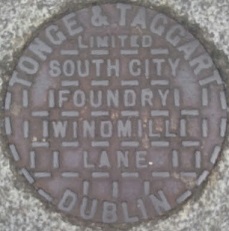 TONGE & TAGGART
LIMITED
SOUTH CITY
FOUNDRY
WINDMILL
LANE
DUBLIN